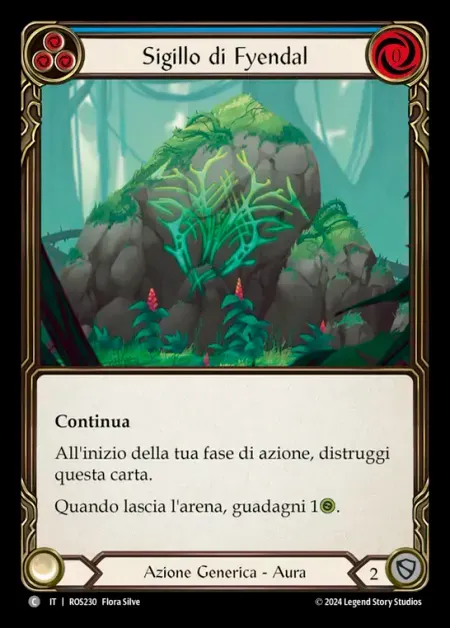 Sigillo di Fyendal
0
Continua
All'inizio della tua fase di azione, distruggi
questa carta.
Quando lascia l'arena, guadagni 1.
Azione Generica - Aura
2
C IT | ROS230 Flora Silve
© 2024 Legend Story Studios